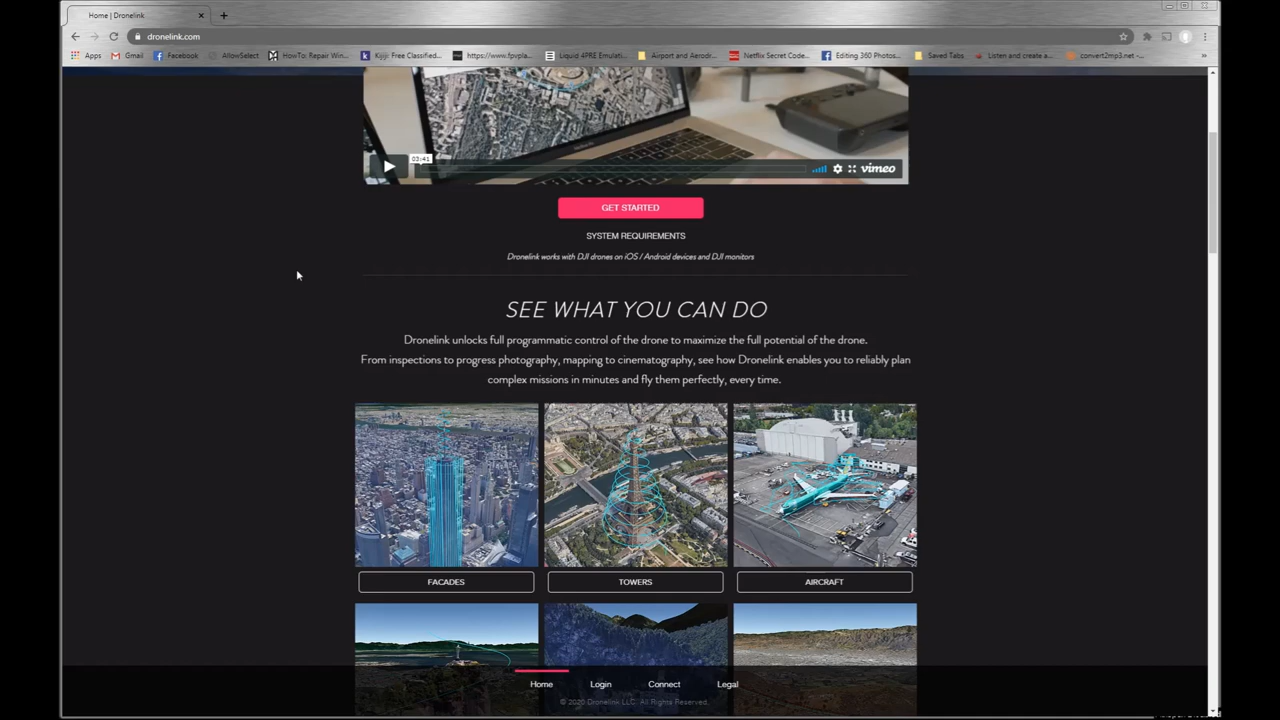 Home | Dronelink
dronelink.com
Apps Gmail Facebook AllowSelect HowTo: Repair Win... Kijiji: Free Classified... https://www.fpvpla... Liquid 4PRE Emulati... Airport and Aerodr... Netflix Secret Code... Editing 360 Photos... Saved Tabs Listen and create a... convert2mp3.net -... »
03:41
vimeo
GET STARTED
SYSTEM REQUIREMENTS
Dronelink works with DJI drones on iOS / Android devices and DJI monitors
SEE WHAT YOU CAN DO
Dronelink unlocks full programmatic control of the drone to maximize the full potential of the drone.
From inspections to progress photography, mapping to cinematography, see how Dronelink enables you to reliably plan
complex missions in minutes and fly them perfectly, every time.
FACADES TOWERS AIRCRAFT
Home Login Connect Legal
© 2020 Dronelink LLC. All Rights Reserved.